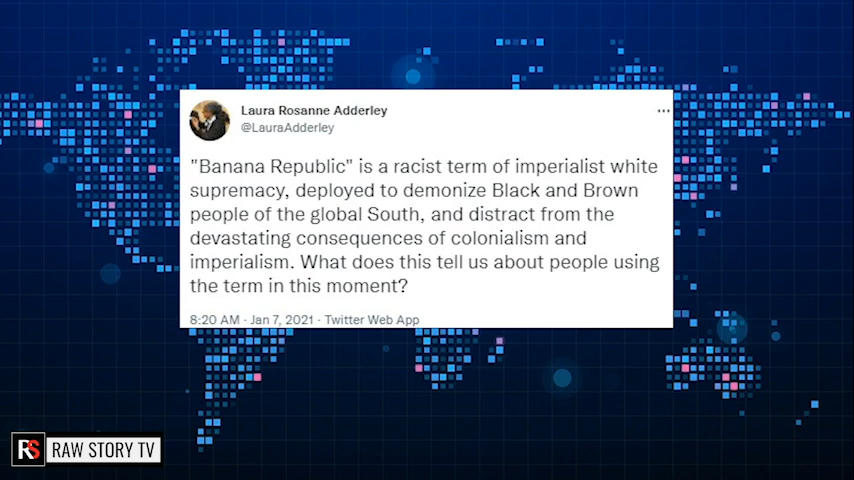 Laura Rosanne Adderley
@LauraAdderley
"Banana Republic" is a racist term of imperialist white
supremacy, deployed to demonize Black and Brown
people of the global South, and distract from the
devastating consequences of colonialism and
imperialism. What does this tell us about people using
the term in this moment?
8:20 AM · Jan 7, 2021 · Twitter Web App
RS RAW STORY TV